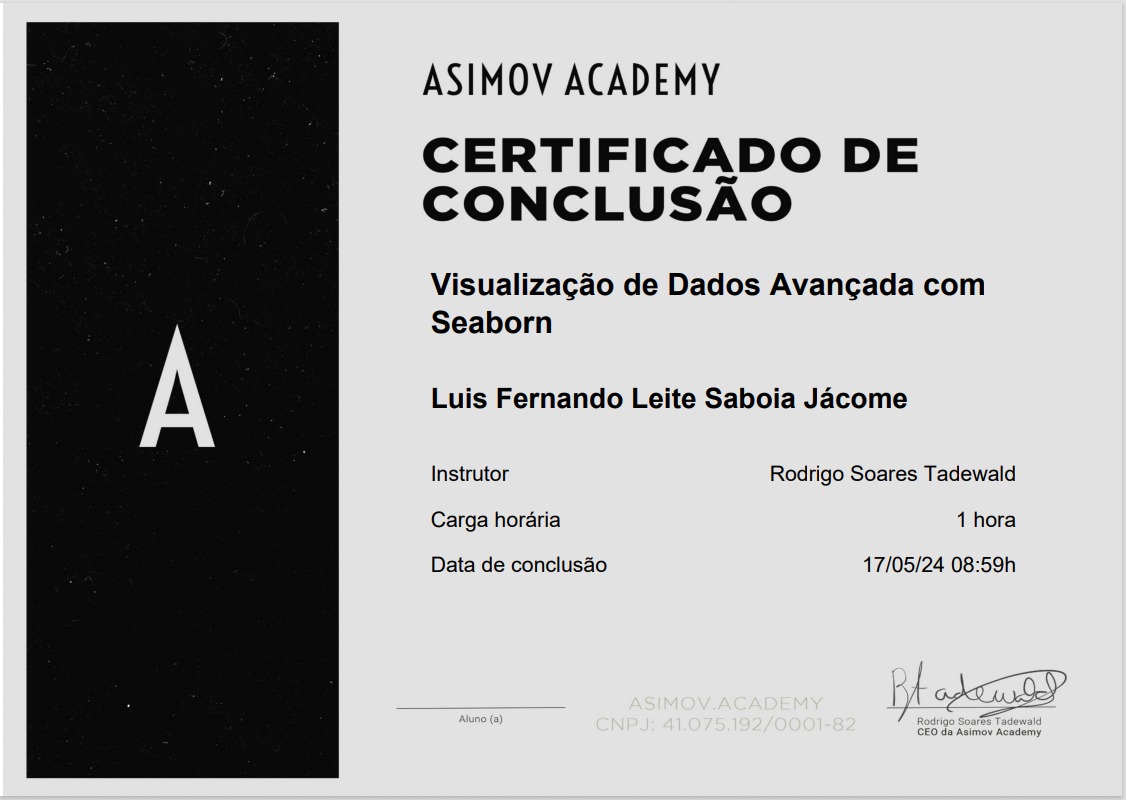 A
ASIMOV ACADEMY
CERTIFICADO DE
CONCLUSÃO
Visualização de Dados Avançada com
Seaborn
Luis Fernando Leite Saboia Jácome
Instrutor Rodrigo Soares Tadewald
Carga horária 1 hora
Data de conclusão 17/05/24 08:59h
Aluno (a)
ASIMOV.ACADEMY
CNPJ: 41.075.192/0001-82
R Tadewald
Rodrigo Soares Tadewald
CEO da Asimov Academy